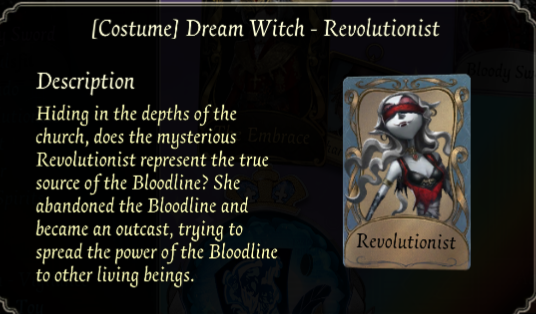 [Costume] Dream Witch - Revolutionist
Description
Hiding in the depths of the
church, does the mysterious
Revolutionist represent the true
source of the Bloodline? She
abandoned the Bloodline and
became an outcast, trying to
spread the power of the Bloodline
to other living beings.
Revolutionist
Embrace
Bloody